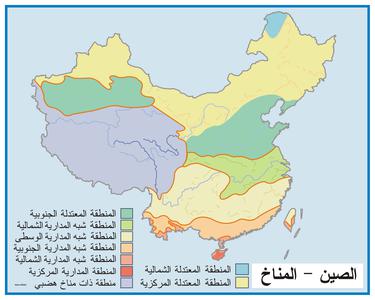 المنطقة المعتدلة الجنوبية
المنطقة شبه المدارية الشمالية
المنطقة شبه المدارية الوسطى
المنطقة شبه المدارية الجنوبية
المنطقة شبه المدارية الشمالية
المنطقة المدارية المركزية
منطقة ذات مناخ هضبي
المنطقة المعتدلة الشمالية
المنطقة المعتدلة المركزية
الصين - المناخ